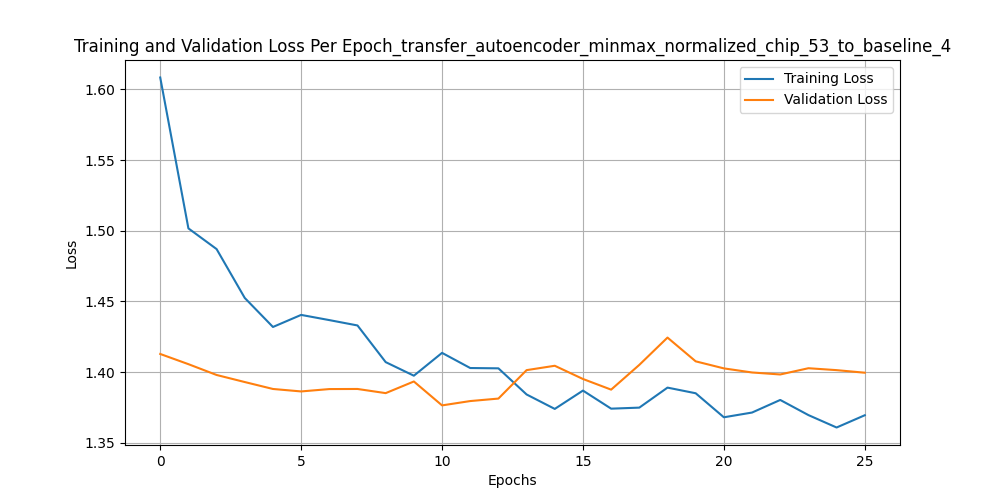 Training and Validation Loss Per Epoch_transfer_autoencoder_minmax_normalized_chip_53_to_baseline_4
Training Loss
Validation Loss
1.60
1.55
1.50
1.45
1.40
1.35
Loss
0 5 10 15 20 25
Epochs